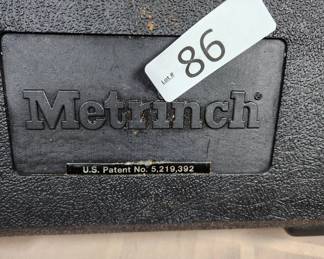 Lot # 86
Metrinch®
U.S. Patent No. 5,219,392